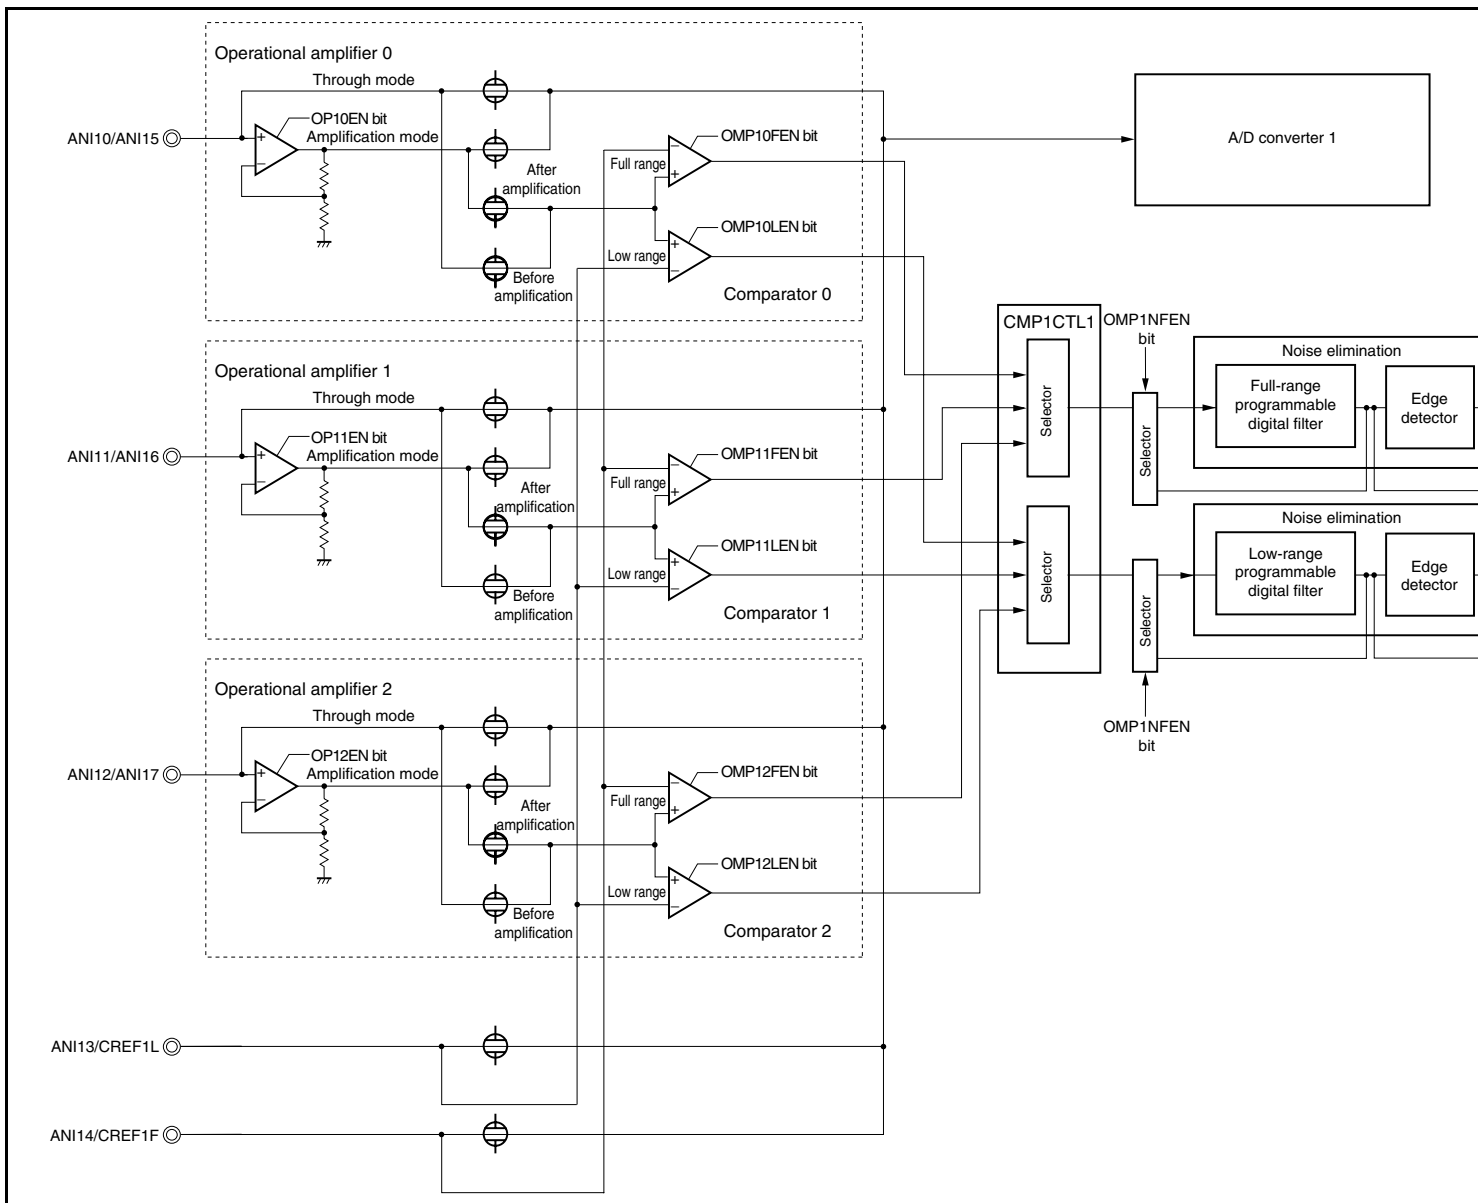 Operational amplifier 0
Through mode
OP10EN bit
Amplification mode
ANI10/ANI15
+
−
After
amplification
Before
amplification
Full range
−
+
OMP10FEN bit
Low range
+
−
OMP10LEN bit
Comparator 0
A/D converter 1
Operational amplifier 1
Through mode
OP11EN bit
Amplification mode
ANI11/ANI16
+
−
After
amplification
Before
amplification
Full range
−
+
OMP11FEN bit
Low range
+
−
OMP11LEN bit
Comparator 1
CMP1CTL1
Selector
Selector
OMP1NFEN
bit
Selector
Noise elimination
Full-range
programmable
digital filter
Edge
detector
Noise elimination
Low-range
programmable
digital filter
Edge
detector
Selector
OMP1NFEN
bit
Operational amplifier 2
Through mode
OP12EN bit
Amplification mode
ANI12/ANI17
+
−
After
amplification
Before
amplification
Full range
−
+
OMP12FEN bit
Low range
+
−
OMP12LEN bit
Comparator 2
ANI13/CREF1L
ANI14/CREF1F